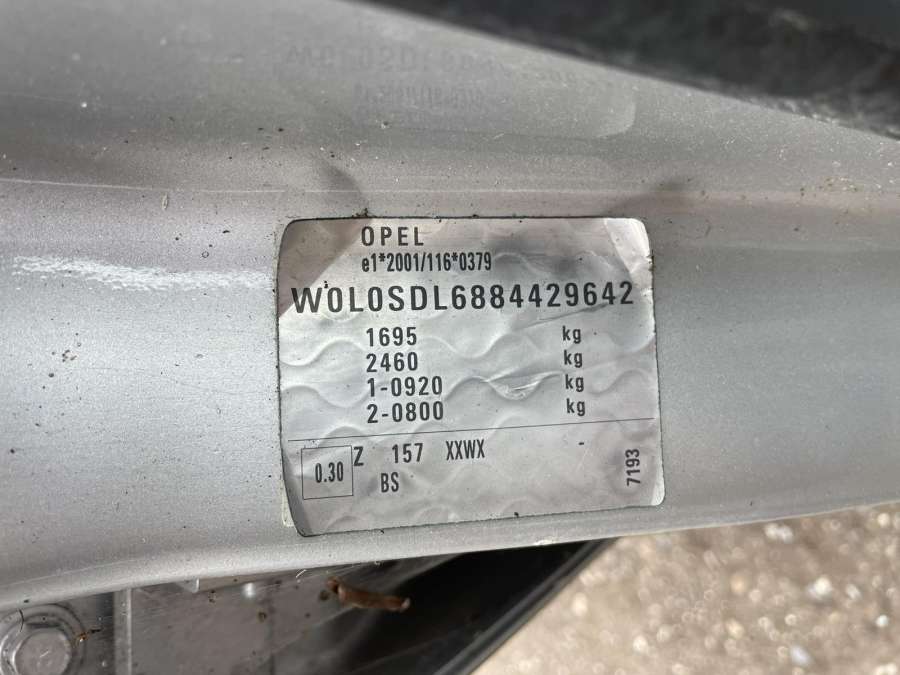 OPEL
e1*2001/116*0379
W0L0SDL6884429642
1695 kg
2460 kg
1-0920 kg
2-0800 kg
0.30 Z 157 XXWX -
BS
7193